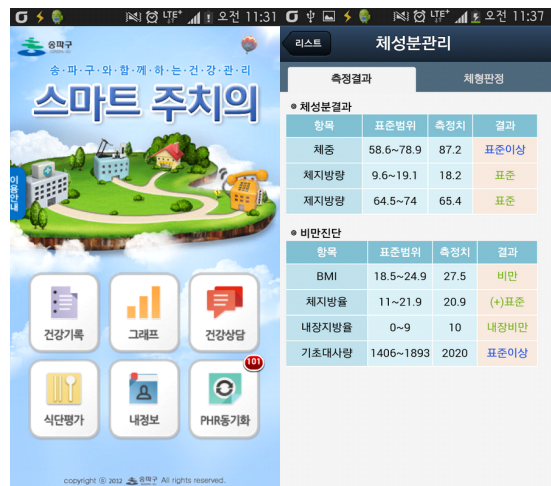 LTE 오전 11:31
송파구
송·파·구·와·함·께·하·는·건·강·관·리
스마트 주치의
이용안내
건강기록 그래프 건강상담
101
식단평가 내정보 PHR동기화
copyright ⓒ 2012 송파구 All rights reserved.
LTE 오전 11:37
리스트 체성분관리
측정결과 체형판정
체성분결과
항목 표준범위 측정치 결과
체중 58.6~78.9 87.2 표준이상
체지방량 9.6~19.1 18.2 표준
제지방량 64.5~74 65.4 표준
비만진단
항목 표준범위 측정치 결과
BMI 18.5~24.9 27.5 비만
체지방율 11~21.9 20.9 (+)표준
내장지방율 0~9 10 내장비만
기초대사량 1406~1893 2020 표준이상